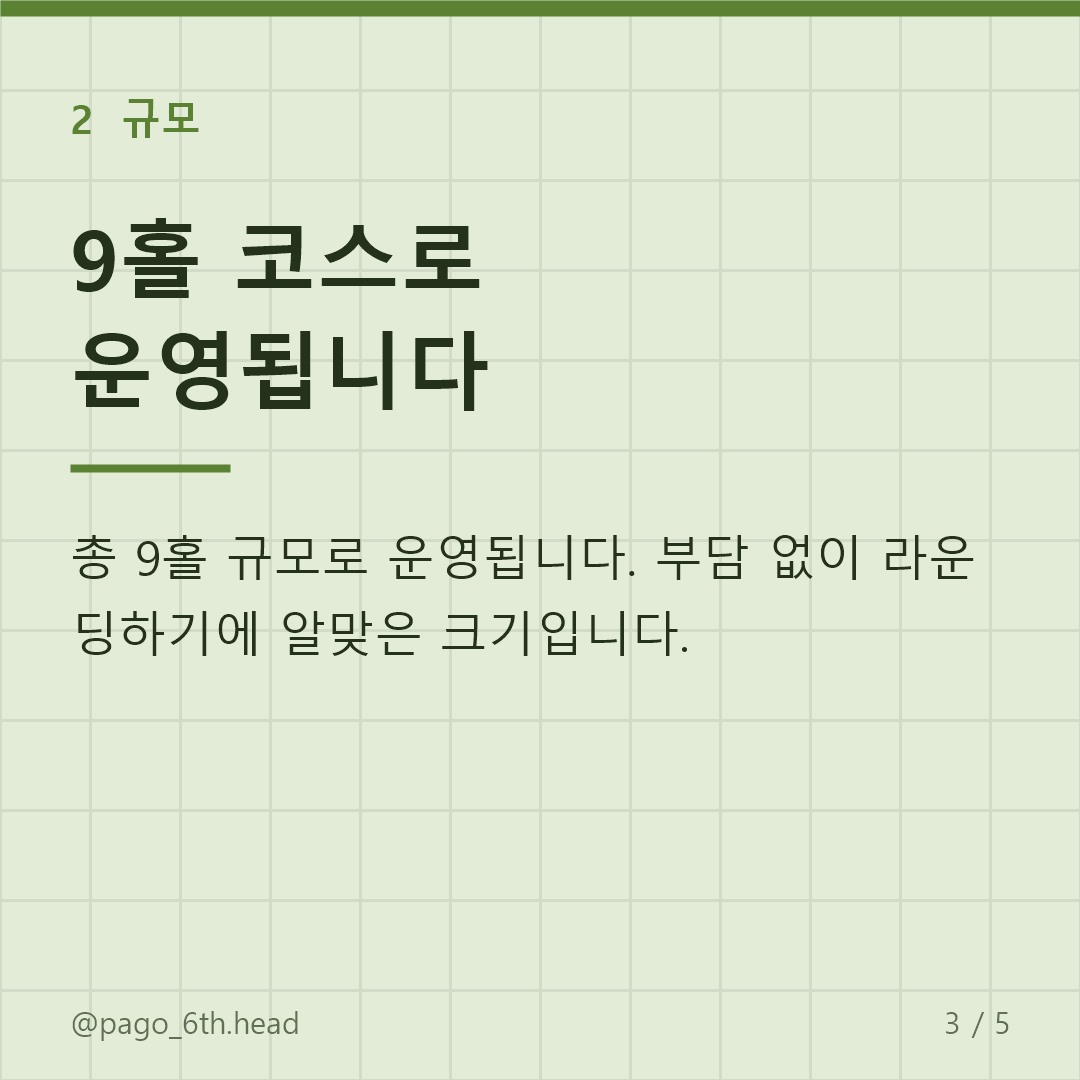 2 규모
9홀 코스로
운영됩니다
총 9홀 규모로 운영됩니다. 부담 없이 라운
딩하기에 알맞은 크기입니다.
@pago_6th.head
3 / 5